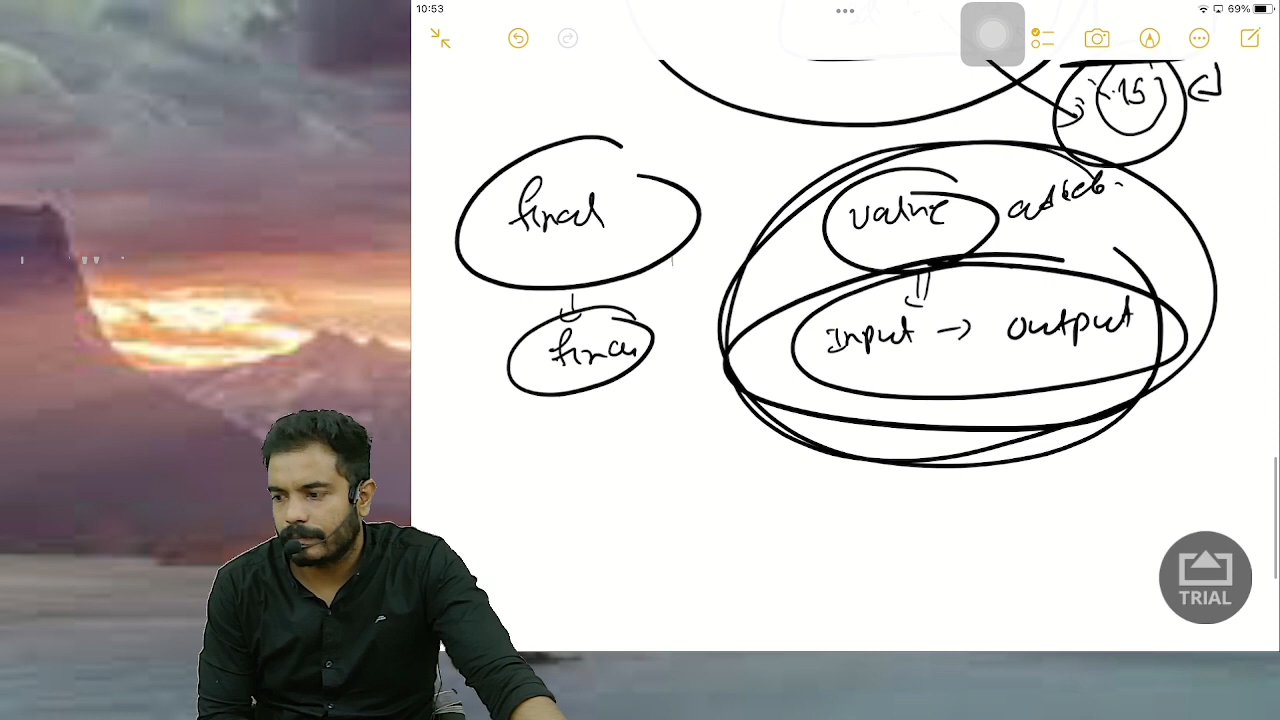 10:53
69%
15
final
value added.
final
Input → output
TRIAL